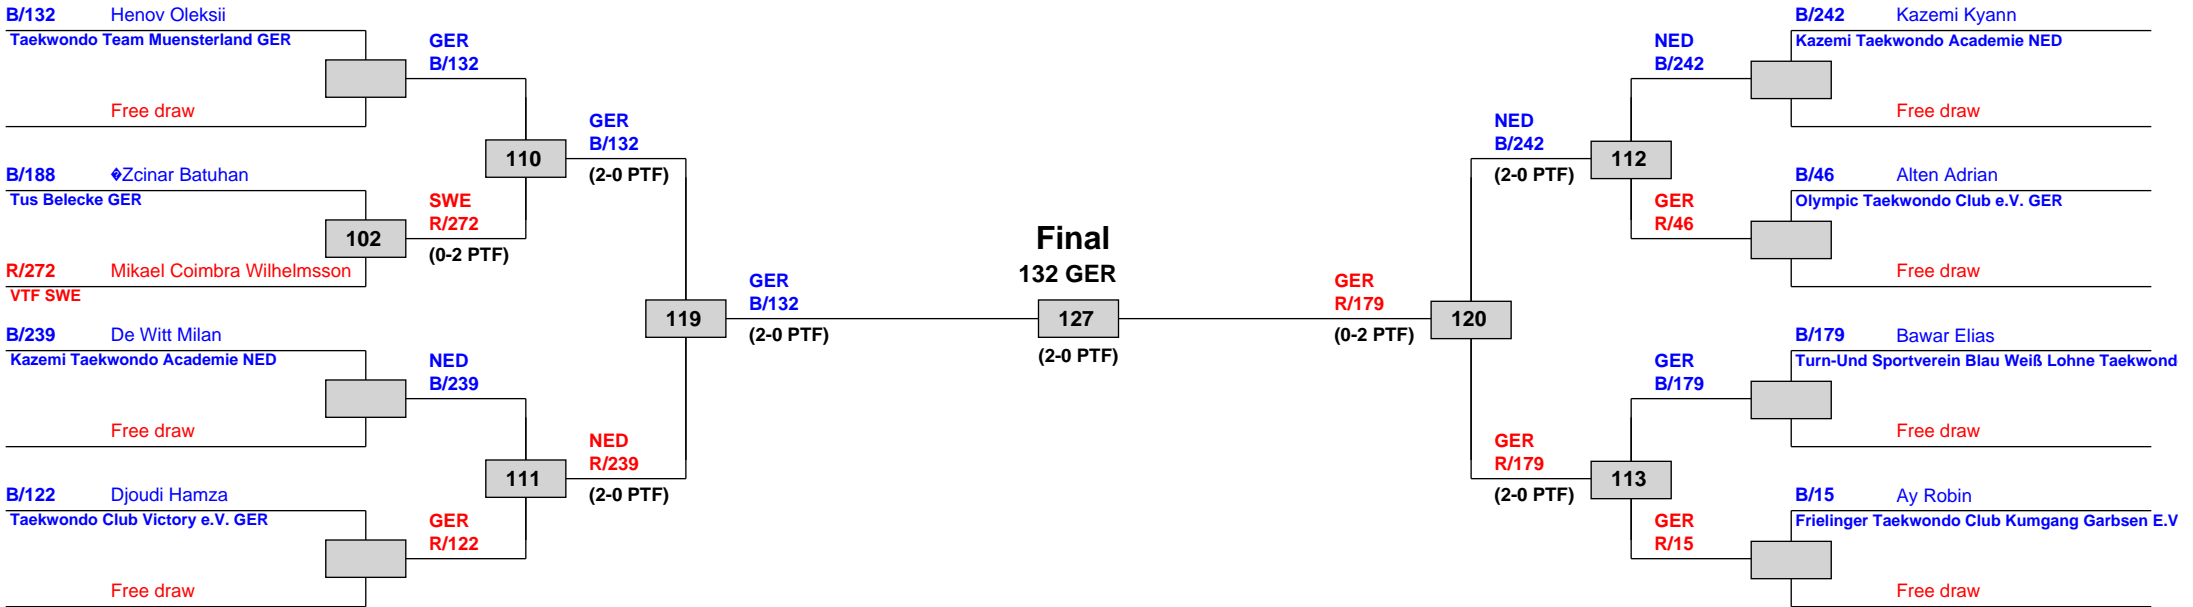 B/132 Henov Oleksii
Taekwondo Team Muensterland GER
Free draw
GER
B/132
B/188 �Zcinar Batuhan
Tus Belecke GER
102
R/272 Mikael Coimbra Wilhelmsson
VTF SWE
SWE
R/272
(0-2 PTF)
110
GER
B/132
(2-0 PTF)
B/239 De Witt Milan
Kazemi Taekwondo Academie NED
Free draw
NED
B/239
B/122 Djoudi Hamza
Taekwondo Club Victory e.V. GER
Free draw
GER
R/122
111
NED
R/239
(2-0 PTF)
119
GER
B/132
(2-0 PTF)
Final
132 GER
127
(2-0 PTF)
GER
R/179
(0-2 PTF)
120
NED
B/242
(2-0 PTF)
112
NED
B/242
B/242 Kazemi Kyann
Kazemi Taekwondo Academie NED
Free draw
GER
R/46
B/46 Alten Adrian
Olympic Taekwondo Club e.V. GER
Free draw
GER
R/179
(2-0 PTF)
113
GER
B/179
B/179 Bawar Elias
Turn-Und Sportverein Blau Weiß Lohne Taekwond
Free draw
GER
R/15
B/15 Ay Robin
Frielinger Taekwondo Club Kumgang Garbsen E.V
Free draw